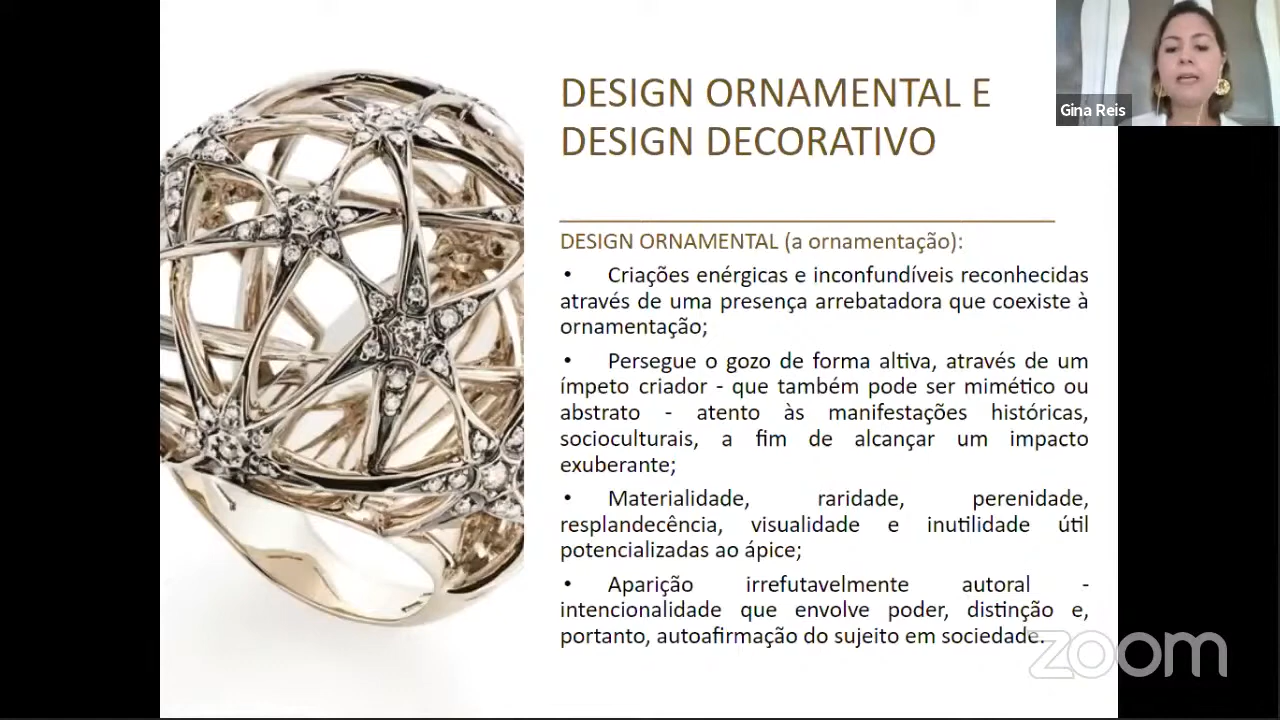 DESIGN ORNAMENTAL E
DESIGN DECORATIVO
Gina Reis
DESIGN ORNAMENTAL (a ornamentação):
• Criações enérgicas e inconfundíveis reconhecidas
através de uma presença arrebatadora que coexiste à
ornamentação;
• Persegue o gozo de forma altiva, através de um
ímpeto criador - que também pode ser mimético ou
abstrato - atento às manifestações históricas,
socioculturais, a fim de alcançar um impacto
exuberante;
• Materialidade, raridade, perenidade,
resplandecência, visualidade e inutilidade útil
potencializadas ao ápice;
• Aparição irrefutavelmente autoral -
intencionalidade que envolve poder, distinção e,
portanto, autoafirmação do sujeito em sociedade.
zoom